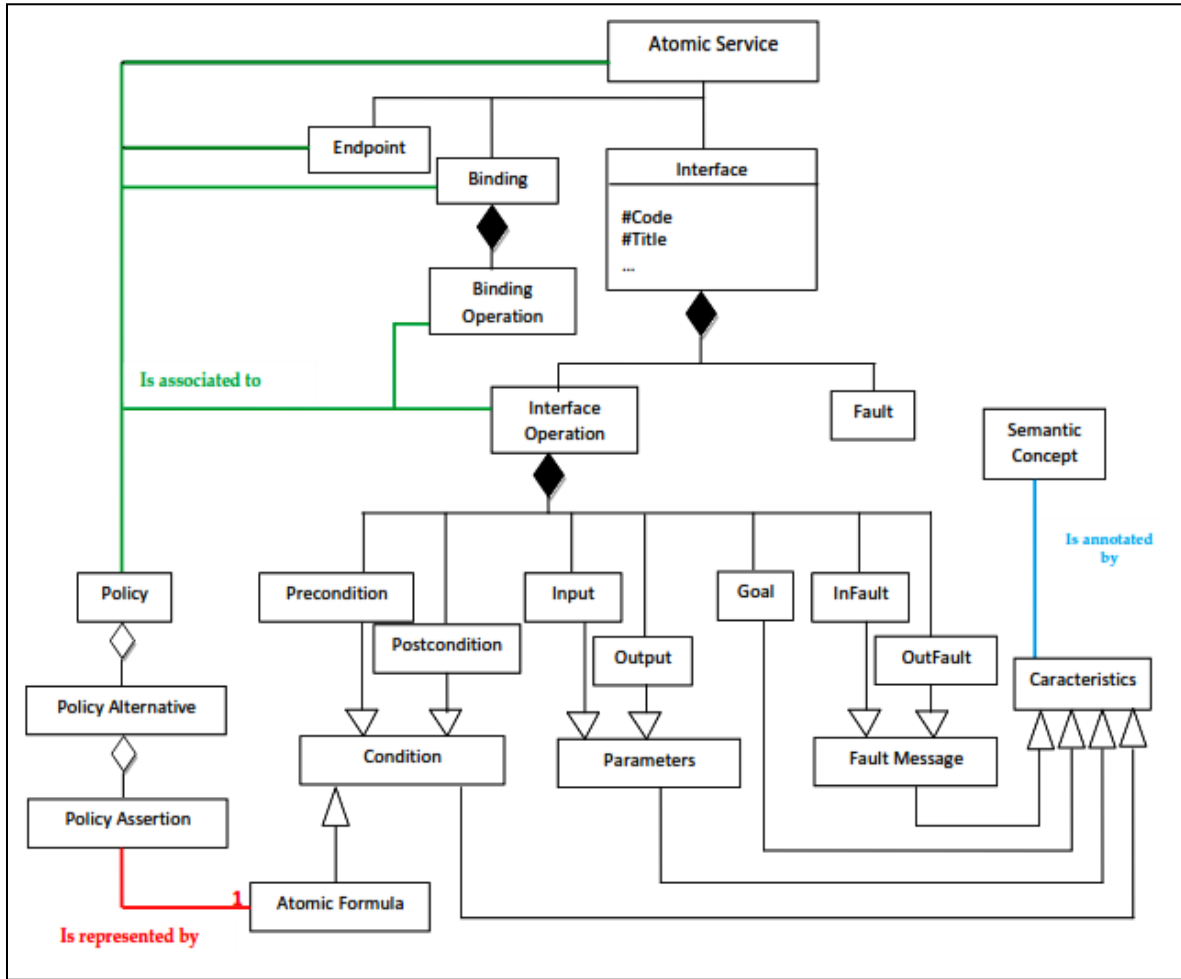 Atomic Service
Endpoint
Binding
Interface
#Code
#Title
...
Binding
Operation
Is associated to
Interface
Operation
Fault
Semantic
Concept
Is annotated
by
Policy
Precondition
Input
Goal
InFault
Postcondition
Output
OutFault
Caracteristics
Policy Alternative
Condition
Parameters
Fault Message
Policy Assertion
1
Atomic Formula
Is represented by